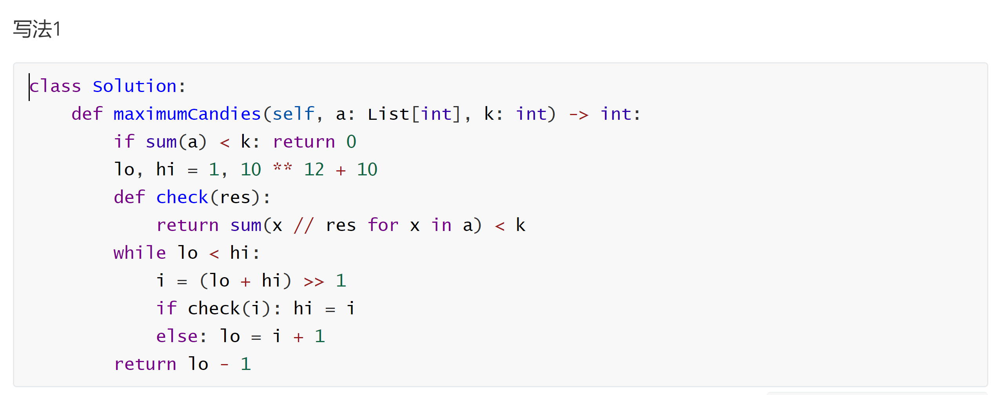 写法1
class Solution:
    def maximumCandies(self, a: List[int], k: int) -> int:
        if sum(a) < k: return 0
        lo, hi = 1, 10 ** 12 + 10
        def check(res):
            return sum(x // res for x in a) < k
        while lo < hi:
            i = (lo + hi) >> 1
            if check(i): hi = i
            else: lo = i + 1
        return lo - 1